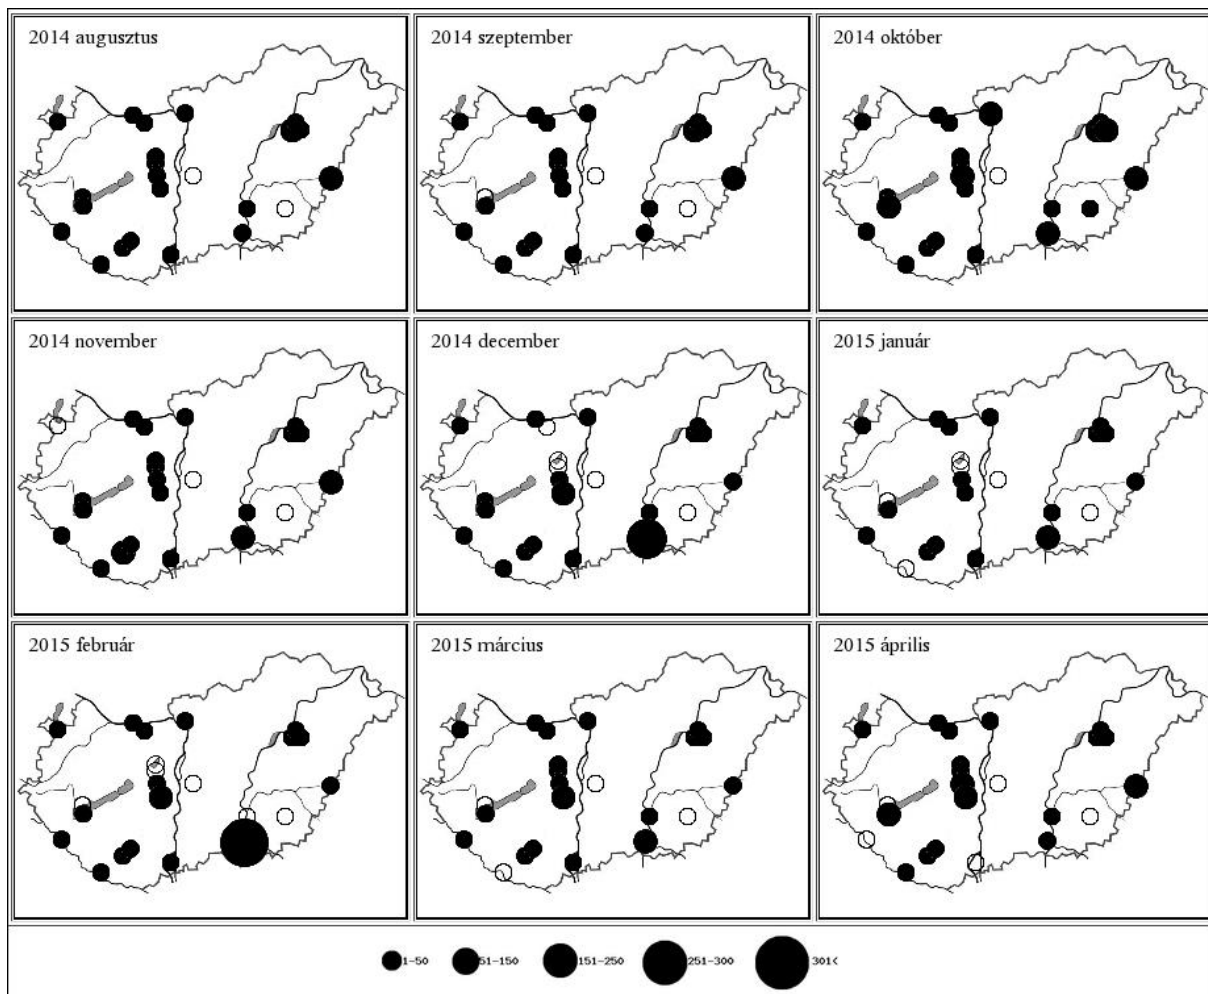 2014 augusztus
2014 szeptember
2014 október
2014 november
2014 december
2015 január
2015 február
2015 március
2015 április
1-50 51-150 151-250 251-300 301<